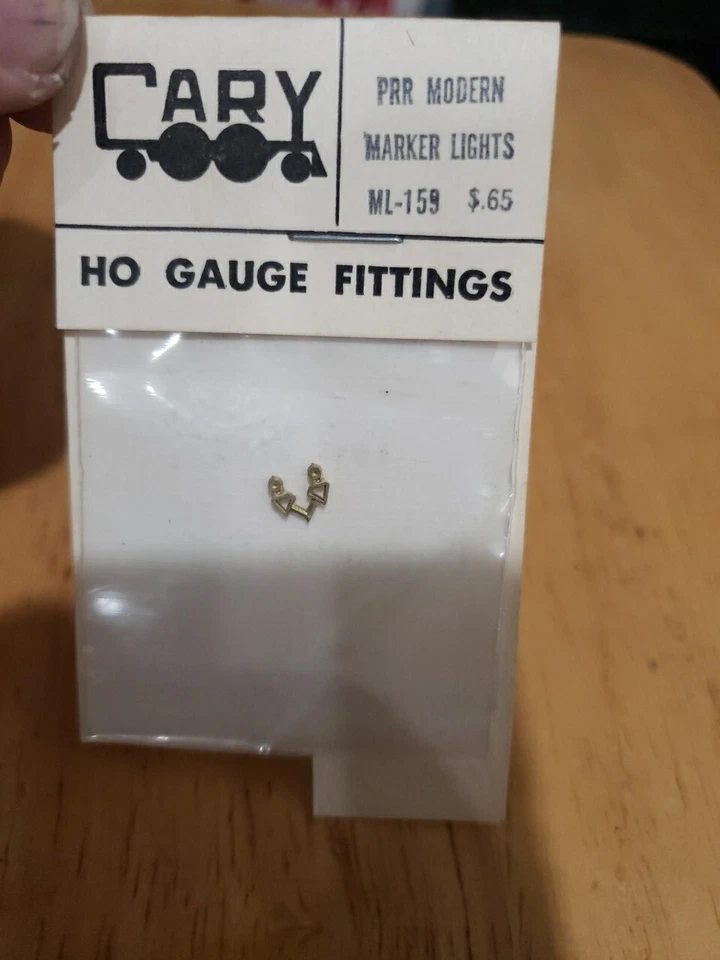 CARY
PRR MODERN
MARKER LIGHTS
ML-159 $.65
HO GAUGE FITTINGS